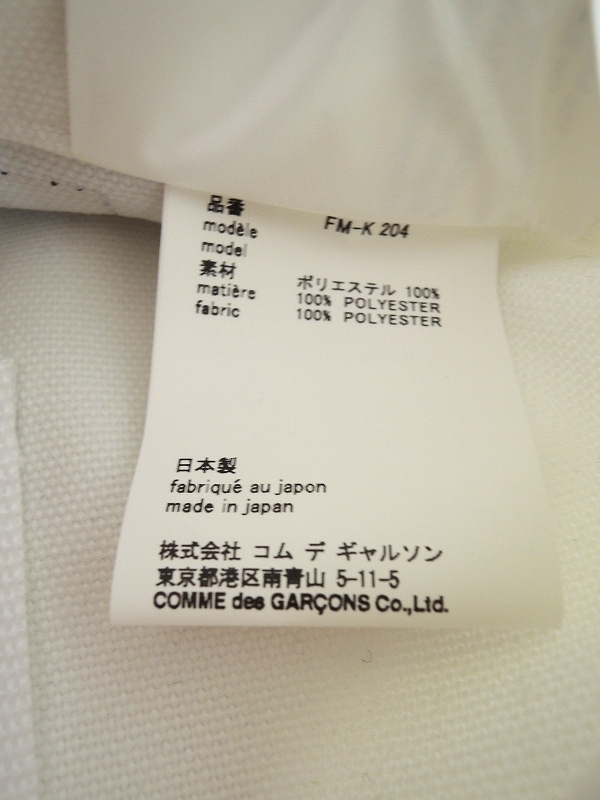 品番
modèle FM-K 204
model
素材
ポリエステル 100%
matière 100% POLYESTER
fabric 100% POLYESTER
日本製
fabriqué au japon
made in japan
株式会社 コム デ ギャルソン
東京都港区南青山 5-11-5
COMME des GARÇONS Co.,Ltd.